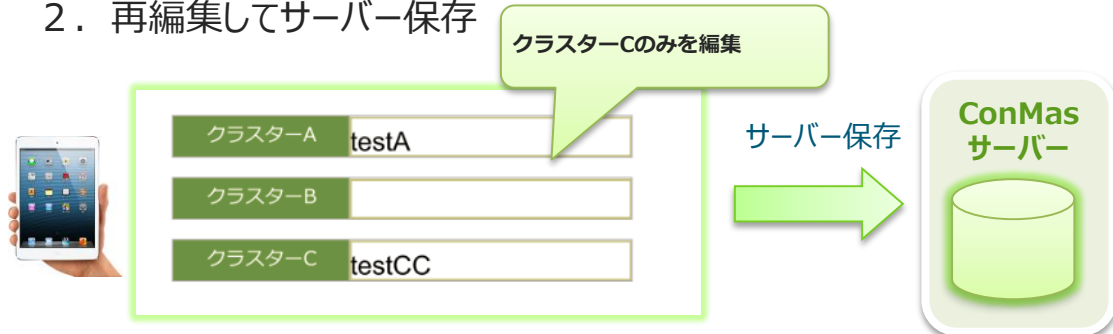 ２．再編集してサーバー保存
クラスターCのみを編集
クラスターA testA
クラスターB
クラスターC testCC
サーバー保存
ConMas
サーバー